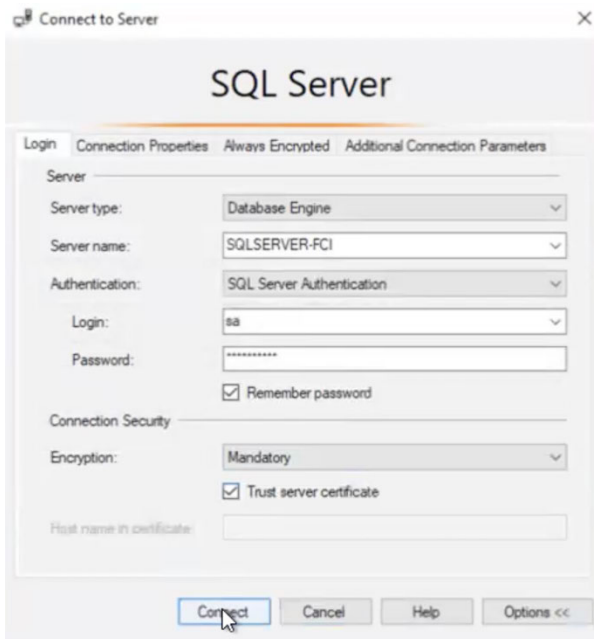 Connect to Server
SQL Server
Login Connection Properties Always Encrypted Additional Connection Parameters
Server
Server type: Database Engine
Server name: SQLSERVER-FCI
Authentication: SQL Server Authentication
Login: sa
Password: **********
Remember password
Connection Security
Encryption: Mandatory
Trust server certificate
Host name in certificate:
Connect Cancel Help Options <<